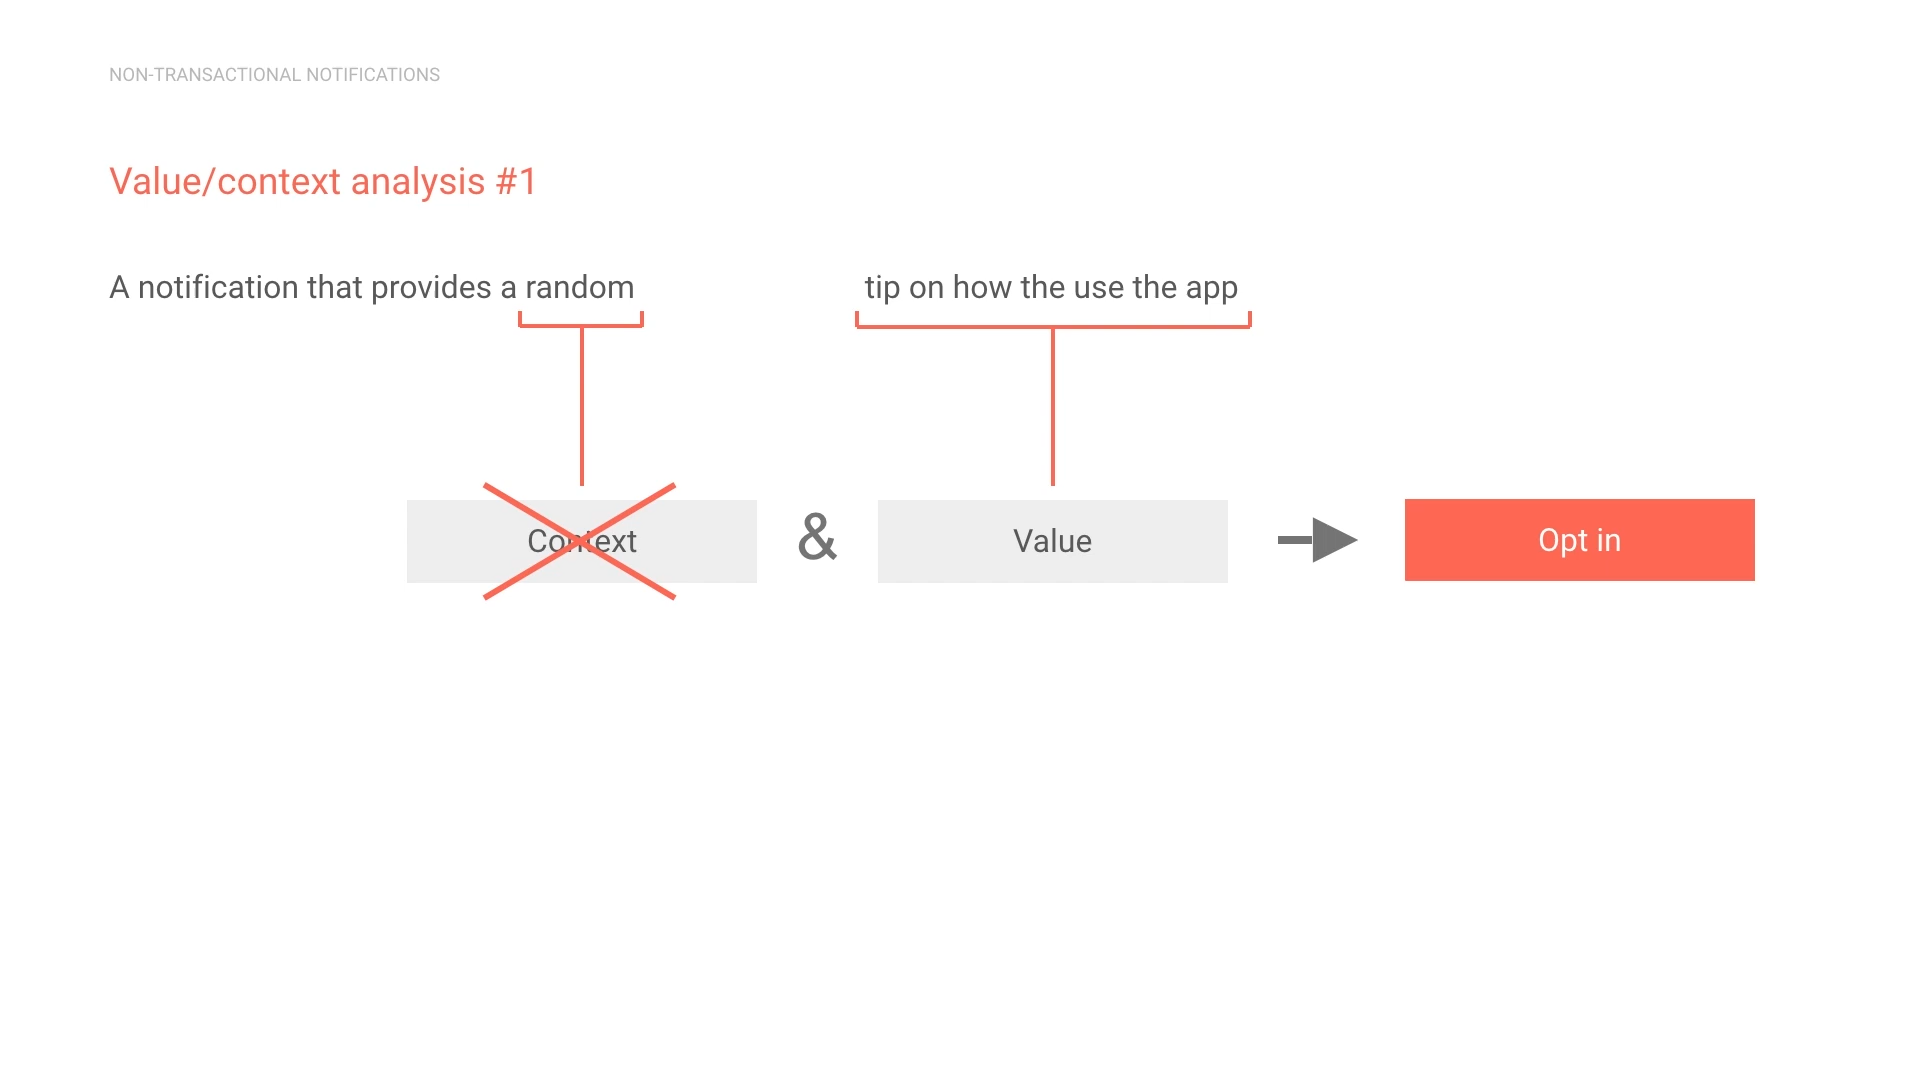 NON-TRANSACTIONAL NOTIFICATIONS
Value/context analysis #1
A notification that provides a random tip on how the use the app
Context & Value Opt in